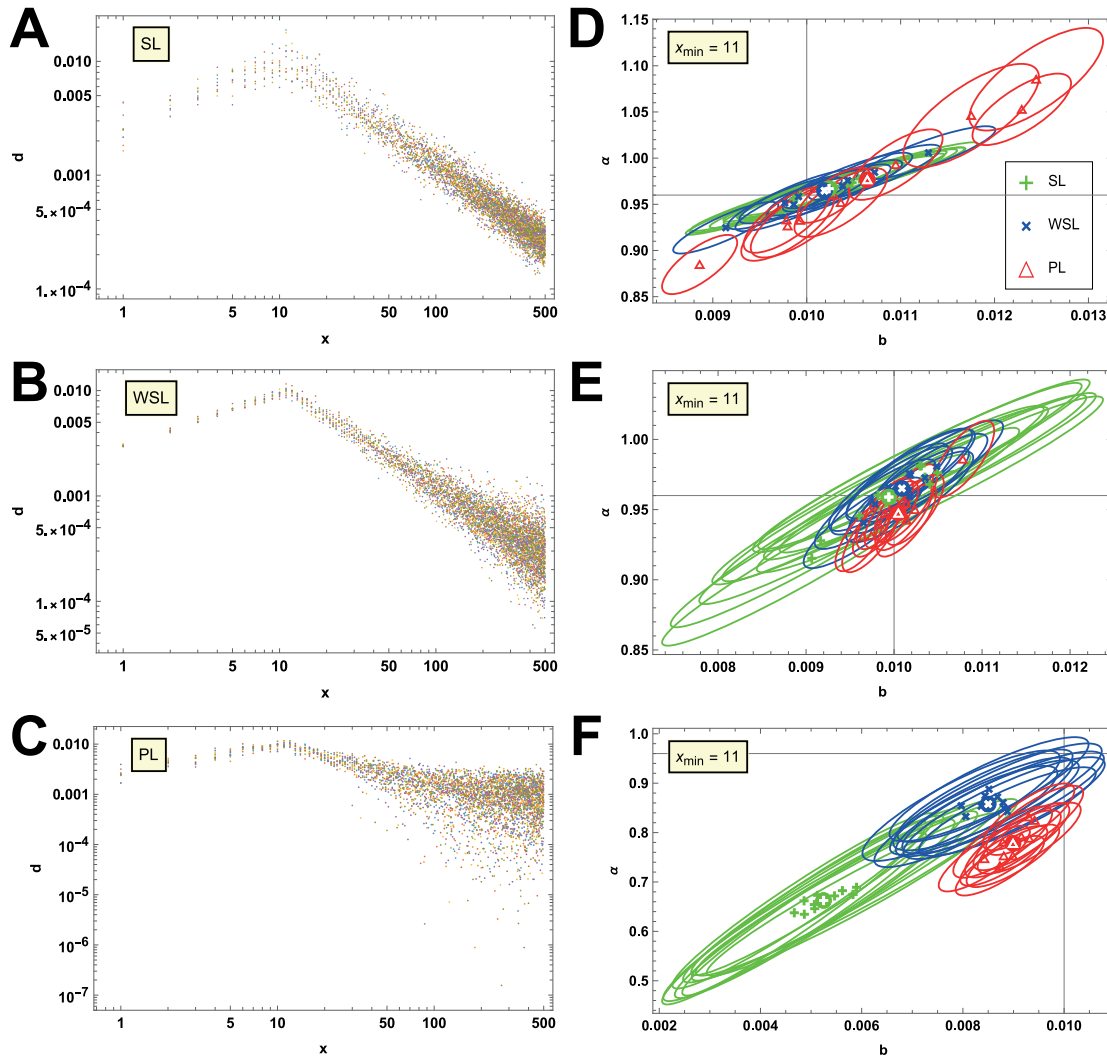 A
SL
0.010
0.005
0.001
5.×10⁻⁴
1.×10⁻⁴
d
1 5 10 50 100 500
x
D
x_min = 11
1.15
1.10
1.05
1.00
0.95
0.90
0.85
α
SL
WSL
PL
0.009 0.010 0.011 0.012 0.013
b
B
WSL
0.010
0.005
0.001
5.×10⁻⁴
1.×10⁻⁴
5.×10⁻⁵
d
1 5 10 50 100 500
x
E
x_min = 11
1.00
0.95
0.90
0.85
α
0.008 0.009 0.010 0.011 0.012
b
C
PL
0.010
0.001
10⁻⁴
10⁻⁵
10⁻⁶
10⁻⁷
d
1 5 10 50 100 500
x
F
x_min = 11
1.0
0.9
0.8
0.7
0.6
0.5
α
0.002 0.004 0.006 0.008 0.010
b